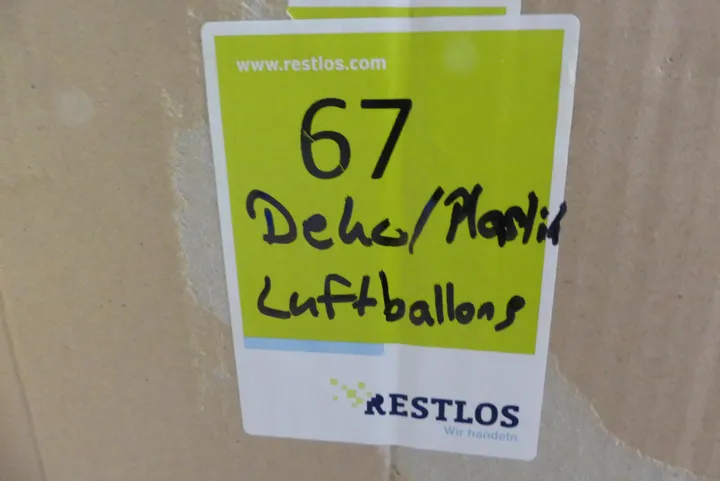 www.restlos.com
67
Deko/Plastik
Luftballons
RESTLOS
Wir handeln.